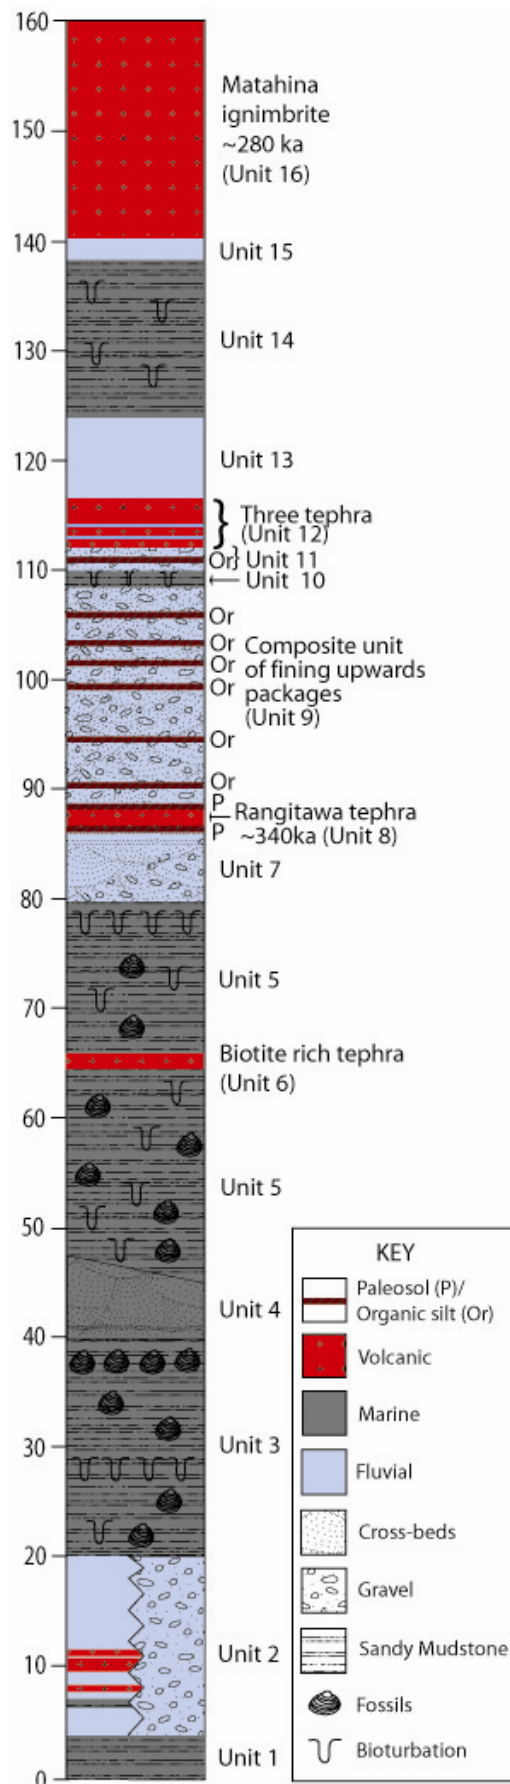 160
Matahina
ignimbrite
~280 ka
(Unit 16)
150
140
Unit 15
Unit 14
130
120
Unit 13
Three tephra
(Unit 12)
Or
Unit 11
110
Unit 10
Or
Or
Or
Composite unit
of fining upwards
packages
(Unit 9)
100
Or
Or
Or
90
P
Rangitawa tephra
~340ka (Unit 8)
P
Unit 7
80
Unit 5
70
Biotite rich tephra
(Unit 6)
60
Unit 5
50
Unit 4
40
Unit 3
30
20
Unit 2
10
Unit 1
0
KEY
Paleosol (P)/
Organic silt (Or)
Volcanic
Marine
Fluvial
Cross-beds
Gravel
Sandy Mudstone
Fossils
Bioturbation